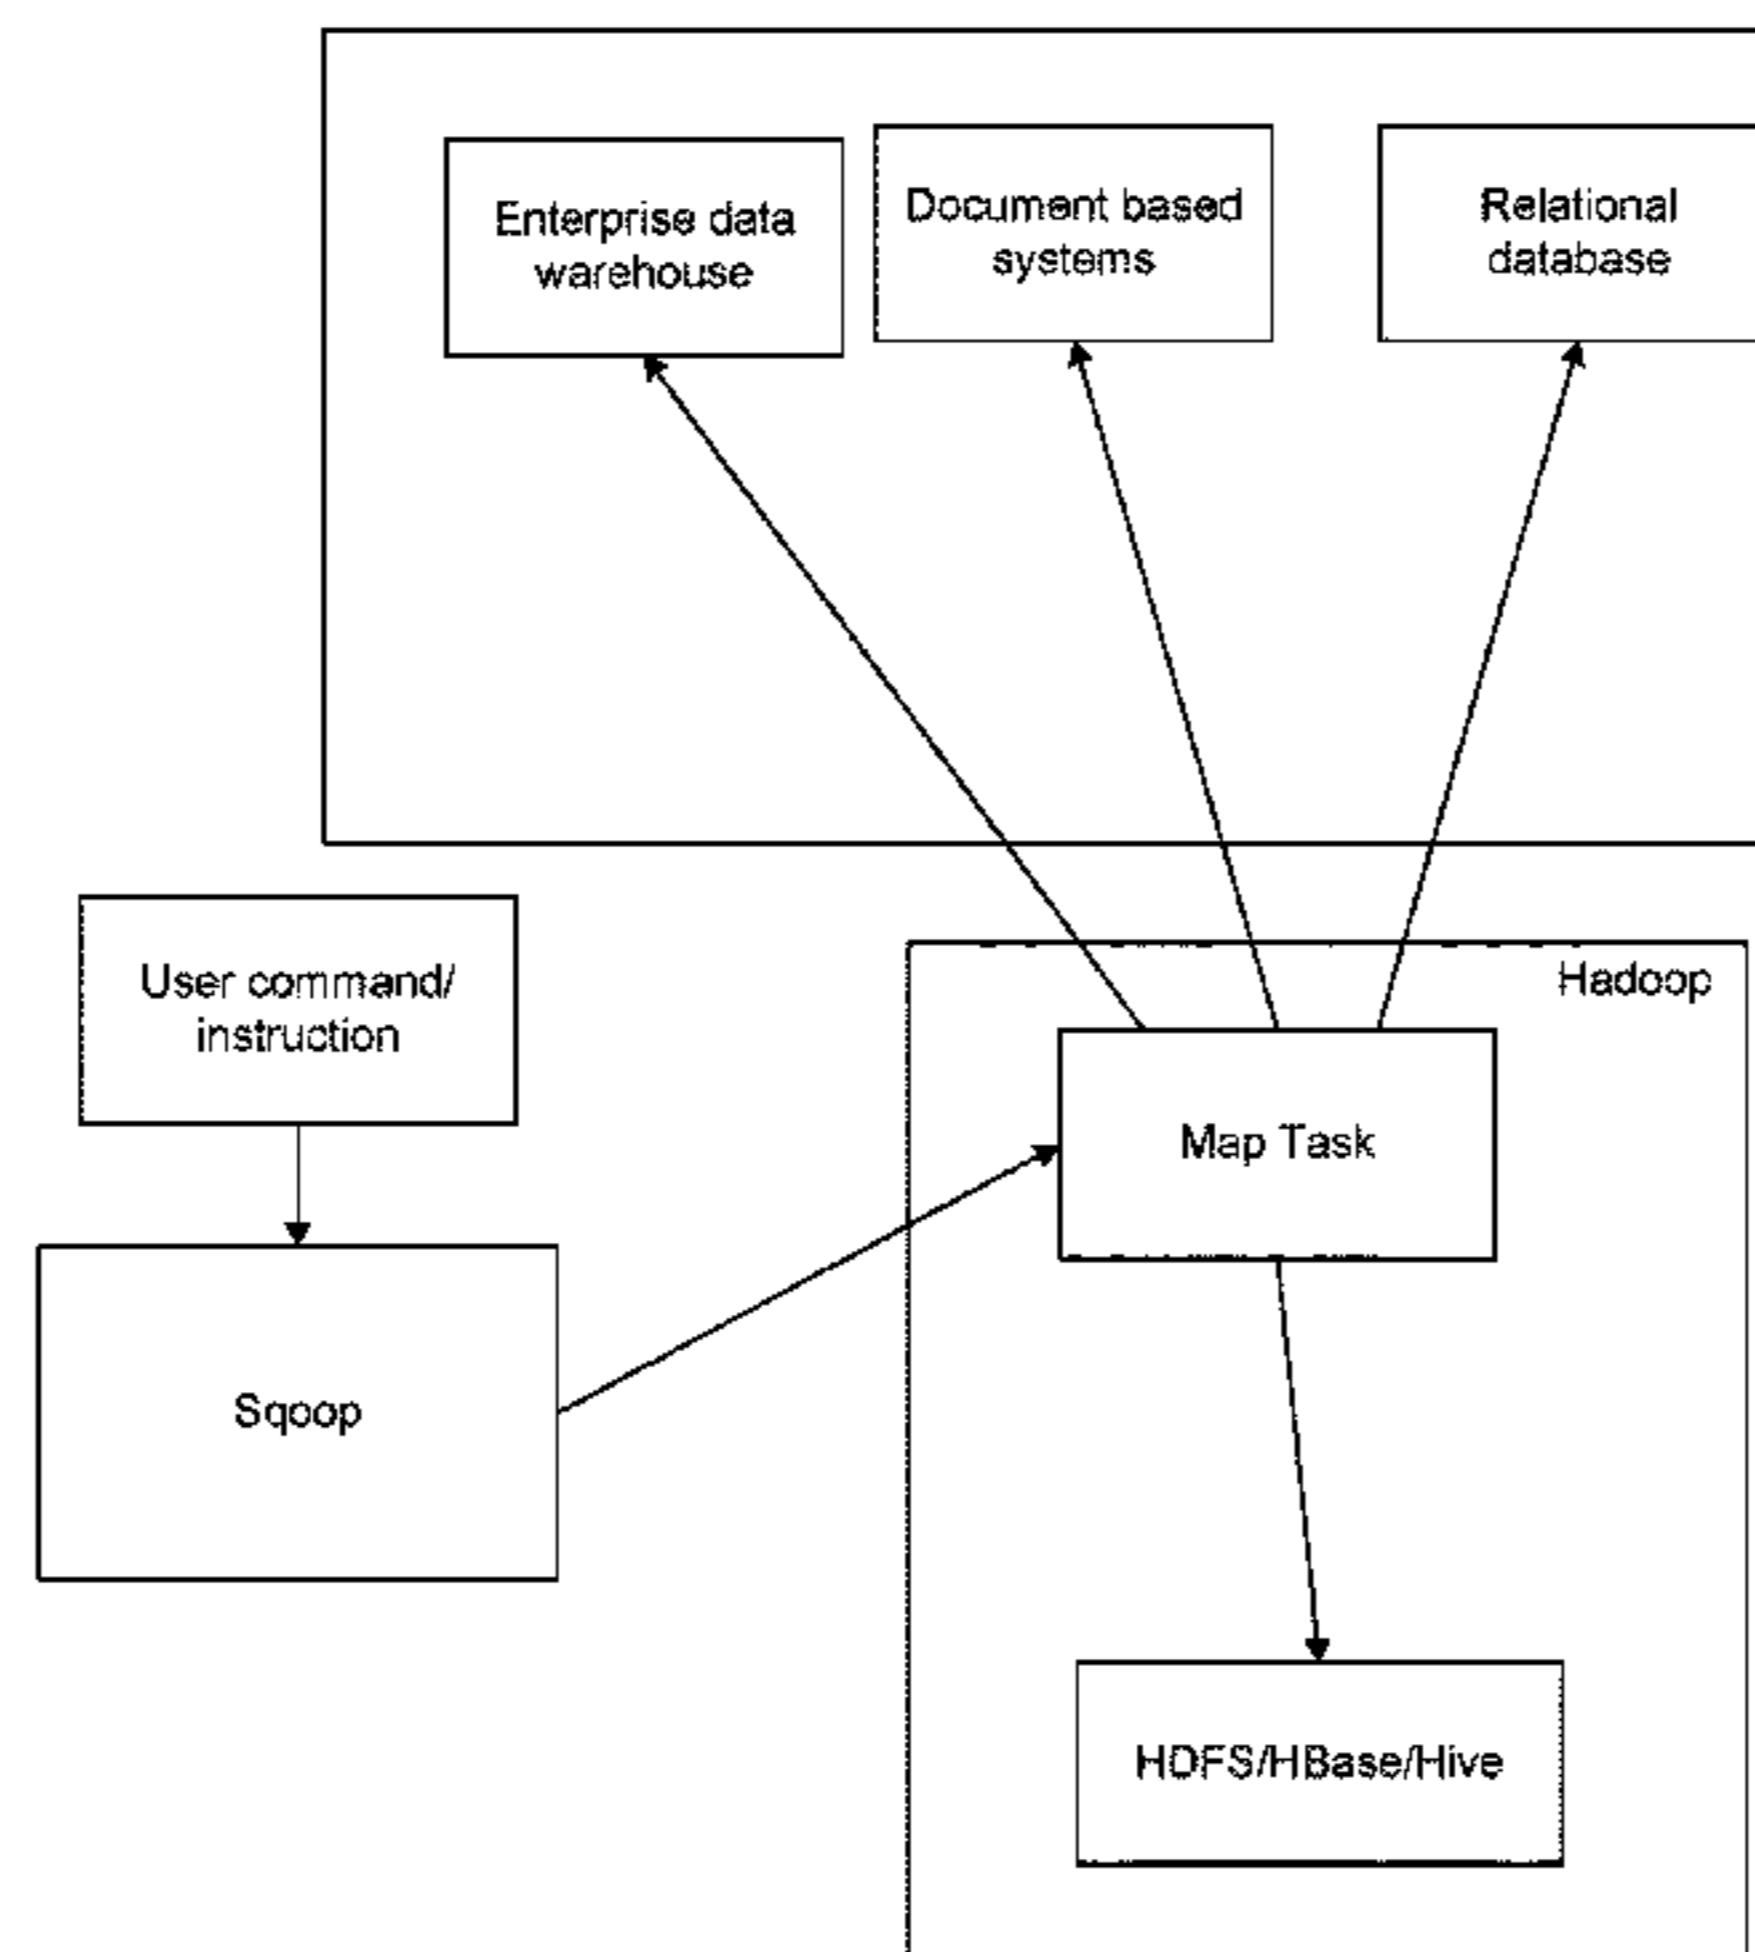 Enterprise data
warehouse
Document based
systems
Relational
database
User command/
instruction
Hadoop
Map Task
Sqoop
HDFS/HBase/Hive